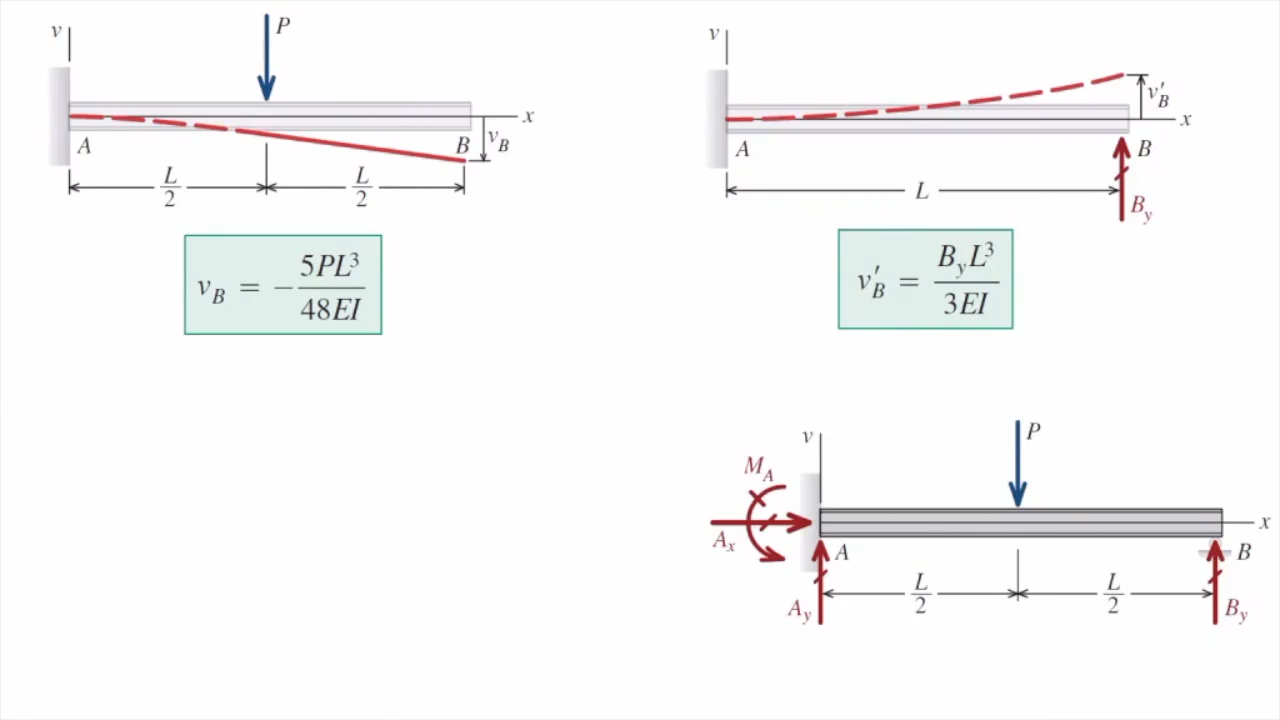 v
P
x
A
B
v_B
L/2
L/2
v_B = -5PL³/48EI
v
v′_B
x
A
B
L
B_y
v′_B = B_yL³/3EI
v
P
M_A
x
A_x
A
B
L/2
L/2
A_y
B_y